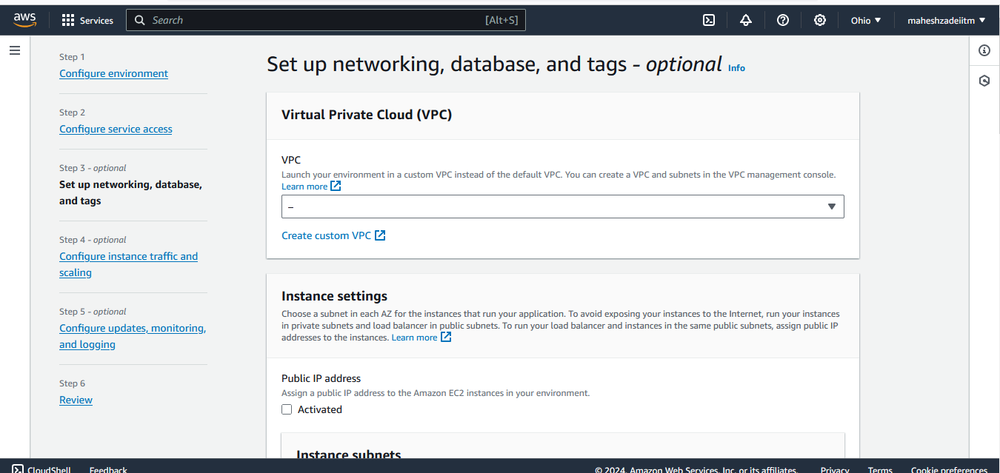 aws
Services
Search
[Alt+S]
Ohio ▼
maheshzadeiitm ▼
Step 1
Configure environment
Step 2
Configure service access
Step 3 - optional
Set up networking, database,
and tags
Step 4 - optional
Configure instance traffic and
scaling
Step 5 - optional
Configure updates, monitoring,
and logging
Step 6
Review
Set up networking, database, and tags - optional Info
Virtual Private Cloud (VPC)
VPC
Launch your environment in a custom VPC instead of the default VPC. You can create a VPC and subnets in the VPC management console.
Learn more
–
Create custom VPC
Instance settings
Choose a subnet in each AZ for the instances that run your application. To avoid exposing your instances to the Internet, run your instances
in private subnets and load balancer in public subnets. To run your load balancer and instances in the same public subnets, assign public IP
addresses to the instances. Learn more
Public IP address
Assign a public IP address to the Amazon EC2 instances in your environment.
Activated
Instance subnets
CloudShell
Feedback
© 2024, Amazon Web Services, Inc. or its affiliates.
Privacy
Terms
Cookie preferences